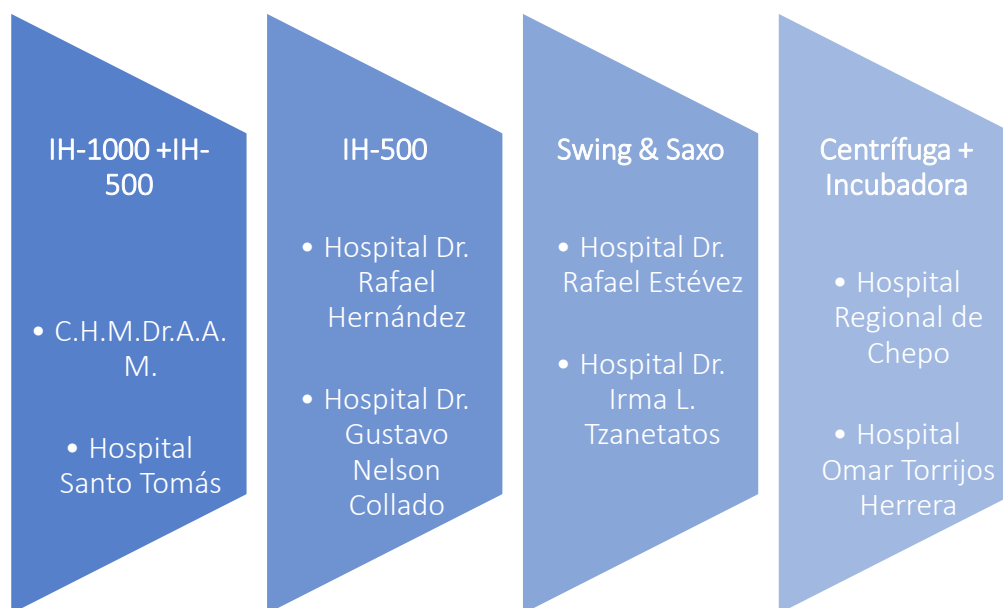 IH-1000 +IH-
500
• C.H.M.Dr.A.A.
M.
• Hospital
Santo Tomás
IH-500
• Hospital Dr.
Rafael
Hernández
• Hospital Dr.
Gustavo
Nelson
Collado
Swing & Saxo
• Hospital Dr.
Rafael Estévez
• Hospital Dr.
Irma L.
Tzanetatos
Centrífuga +
Incubadora
• Hospital
Regional de
Chepo
• Hospital
Omar Torrijos
Herrera